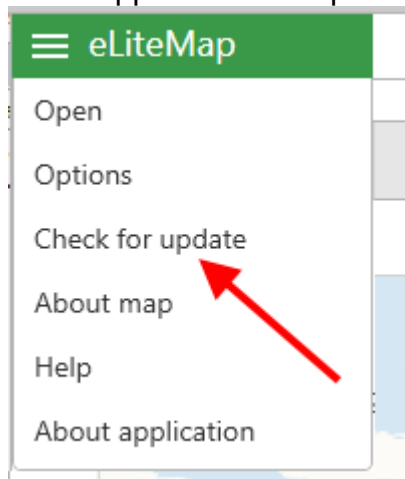 eLiteMap
Open
Options
Check for update
About map
Help
About application